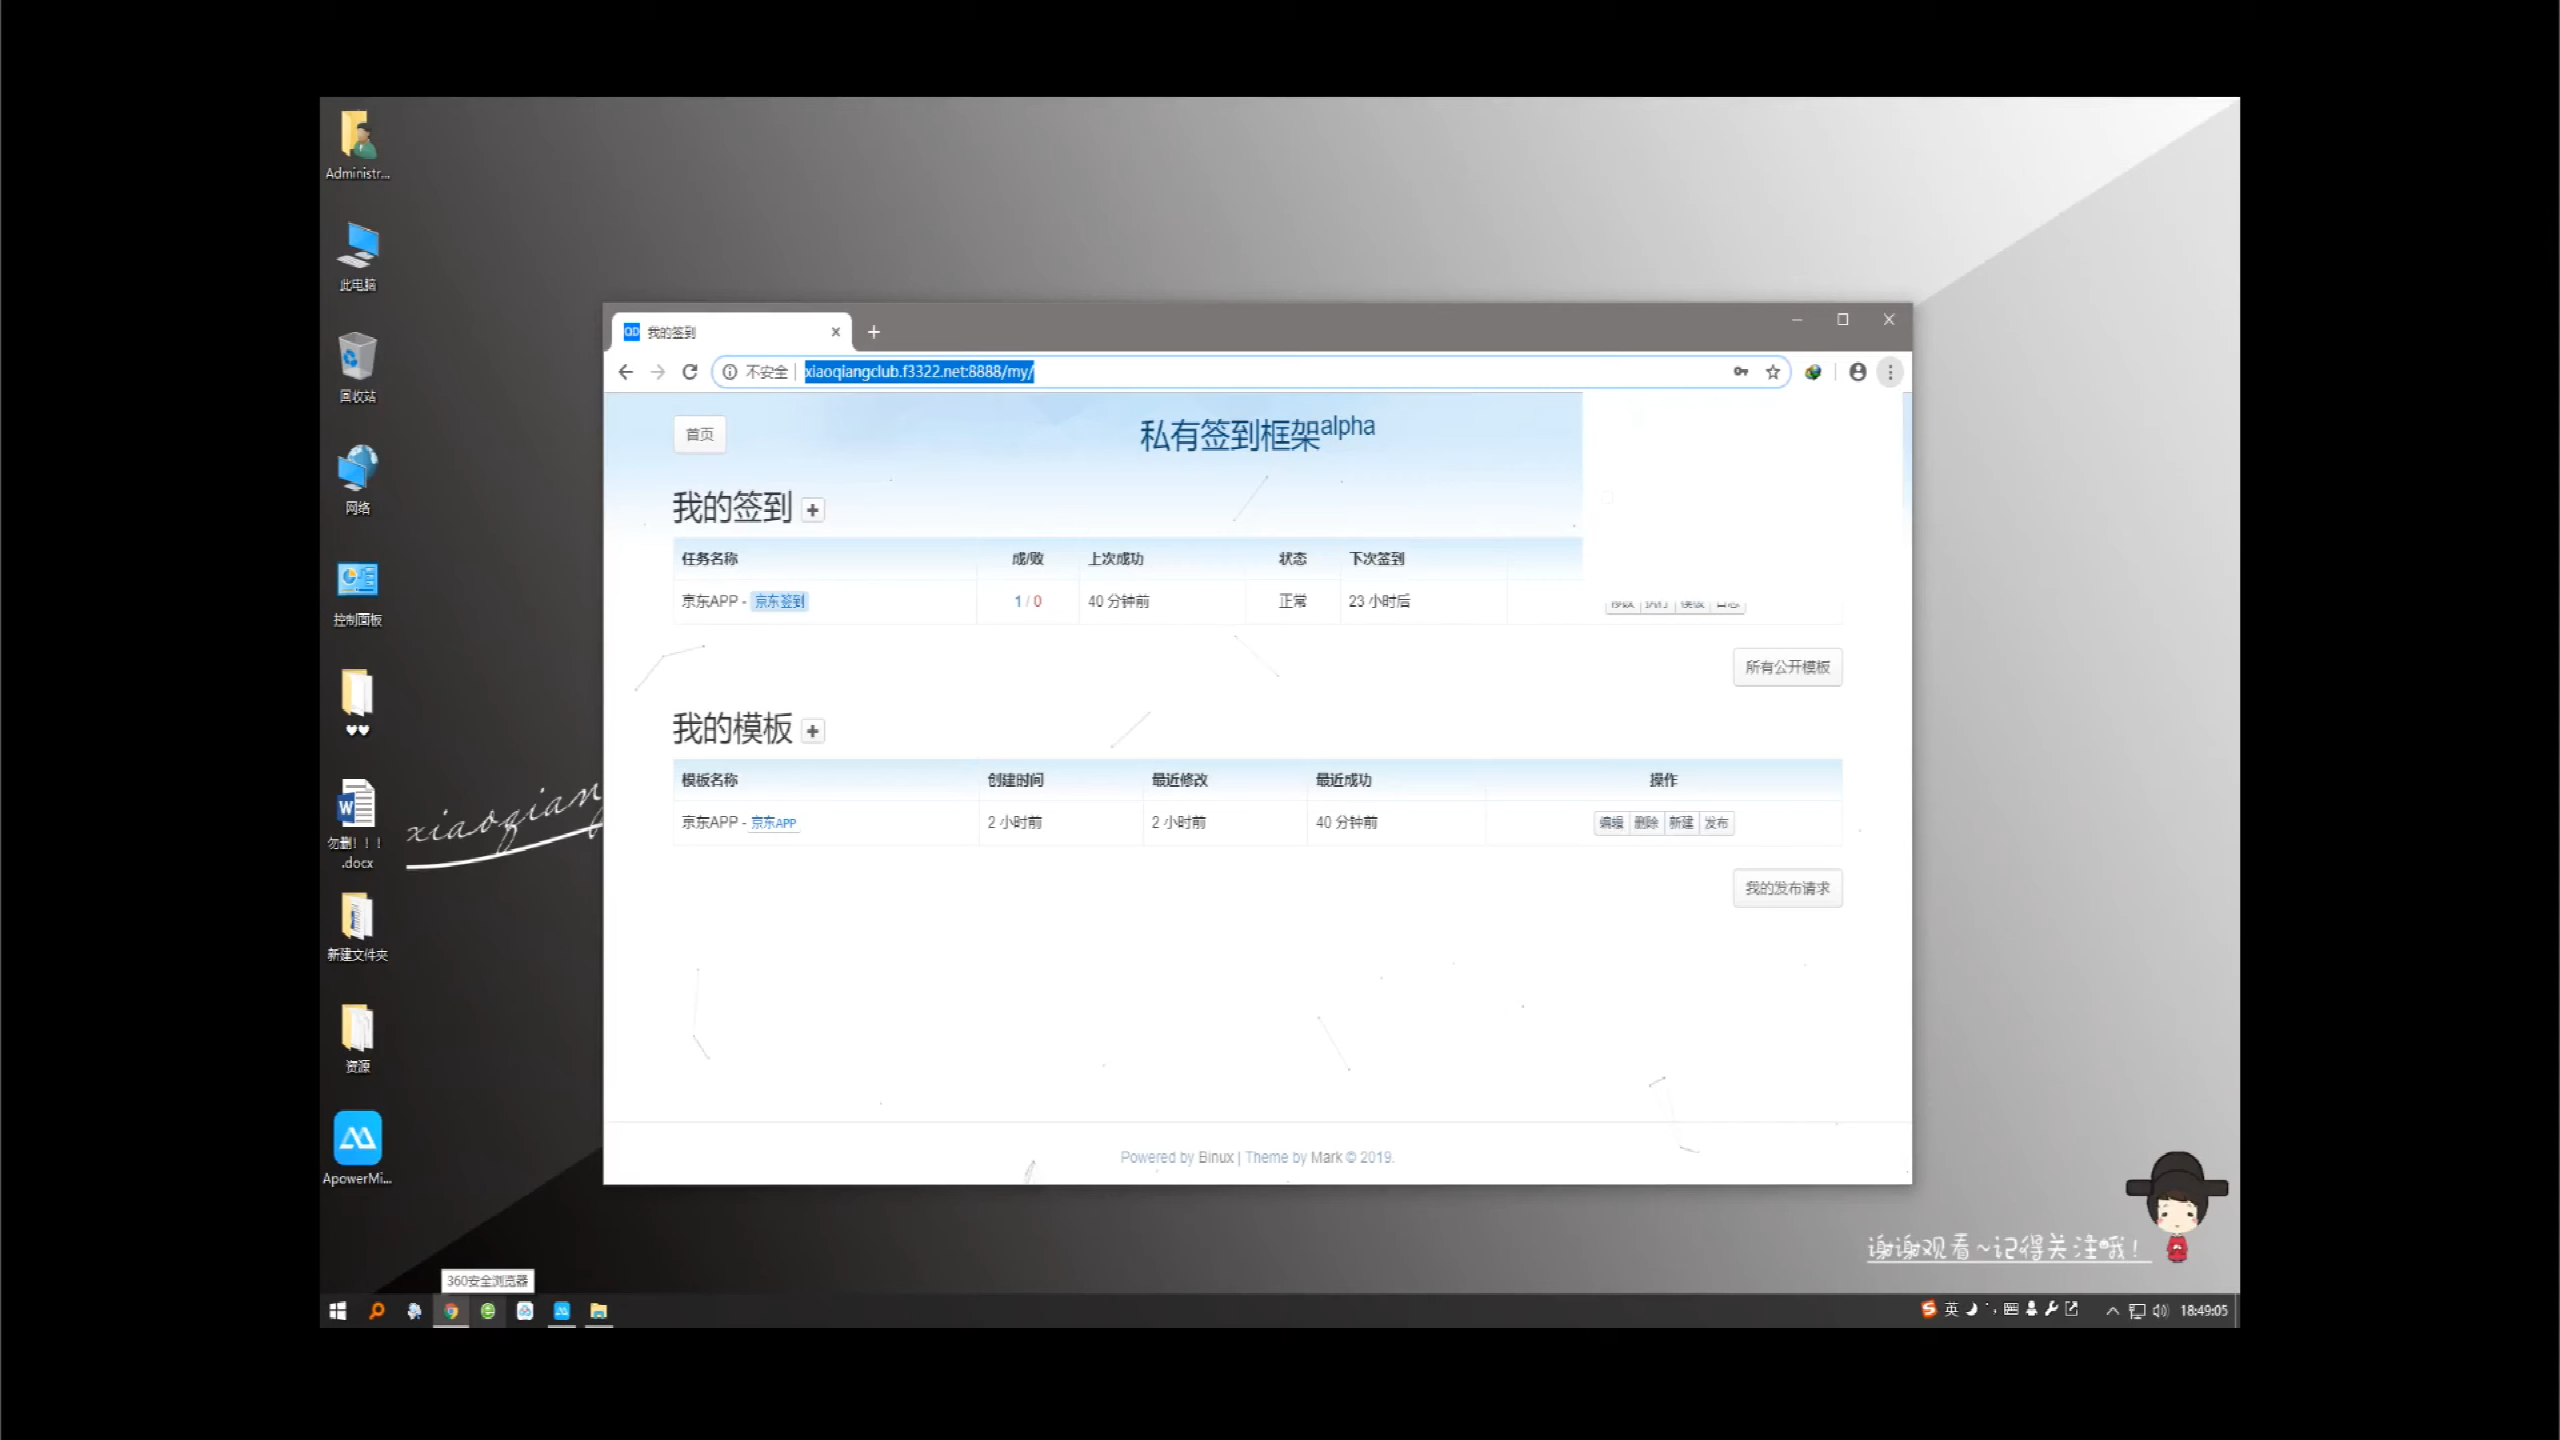 Administr...
此电脑
回收站
网络
控制面板
♥♥
勿删！！！
.docx
新建文件夹
资源
ApowerMi...
xiaoqiang
我的签到
不安全
xiaoqiangclub.f3322.net:8888/my/
首页
私有签到框架alpha
我的签到 +
任务名称 成/败 上次成功 状态 下次签到
京东APP - 京东签到 1 / 0 40 分钟前 正常 23 小时后
所有公开模板
我的模板 +
模板名称 创建时间 最近修改 最近成功 操作
京东APP - 京东APP 2 小时前 2 小时前 40 分钟前 编辑 删除 新建 发布
我的发布请求
Powered by Binux | Theme by Mark © 2019.
谢谢观看~记得关注哦！
360安全浏览器
英
18:49:05